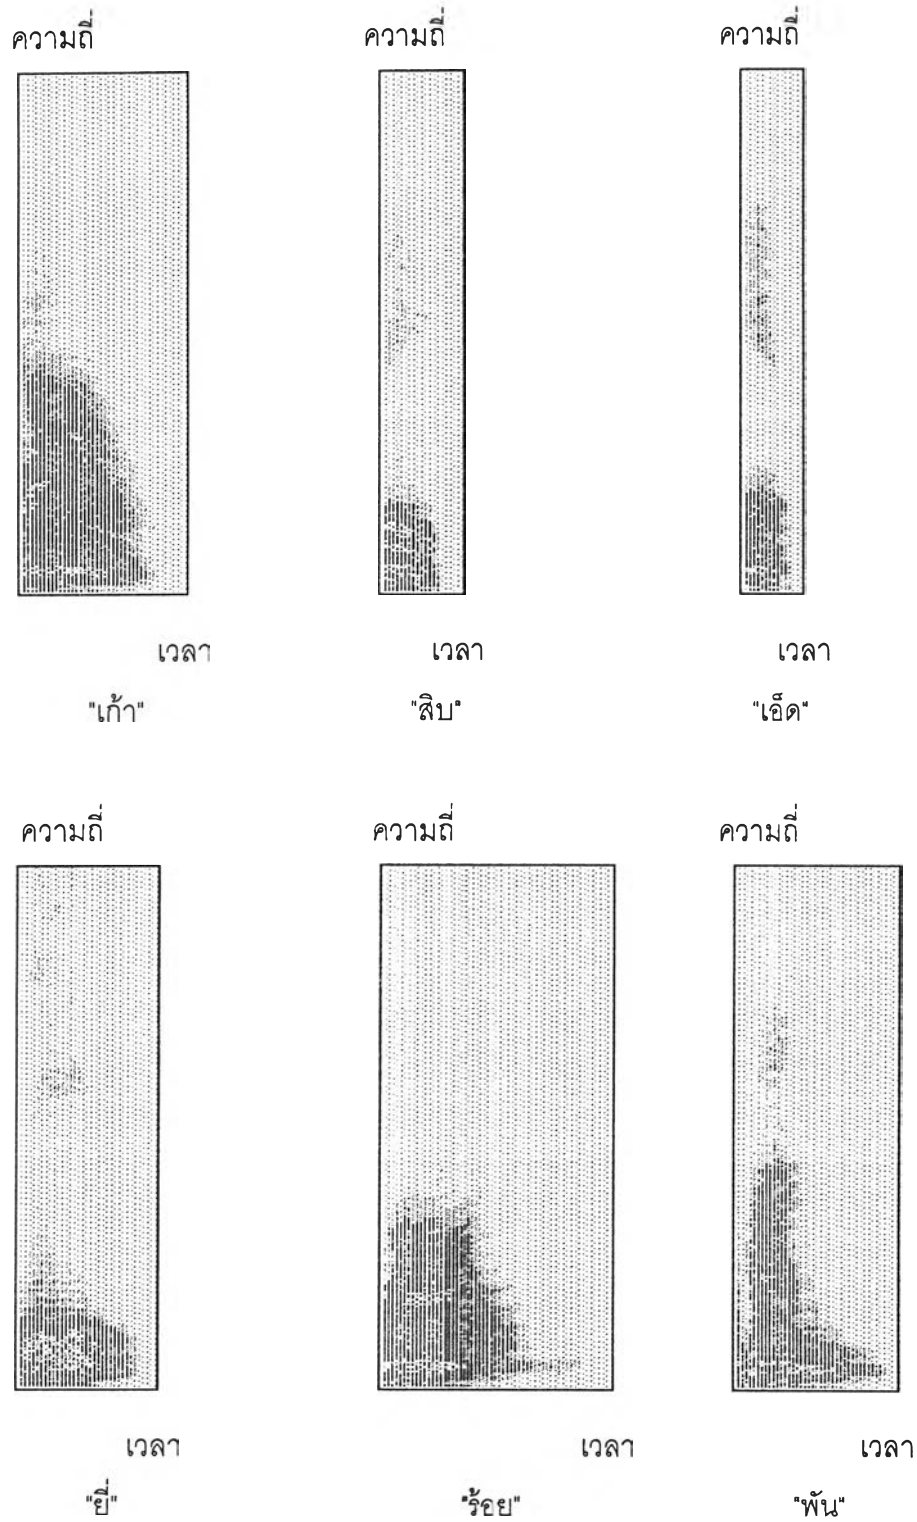 ความถี่ ความถี่ ความถี่
เวลา เวลา เวลา
"เก้า" "สิบ" "เอ็ด"
ความถี่ ความถี่ ความถี่
เวลา เวลา เวลา
"ยี่" "ร้อย" "พัน"